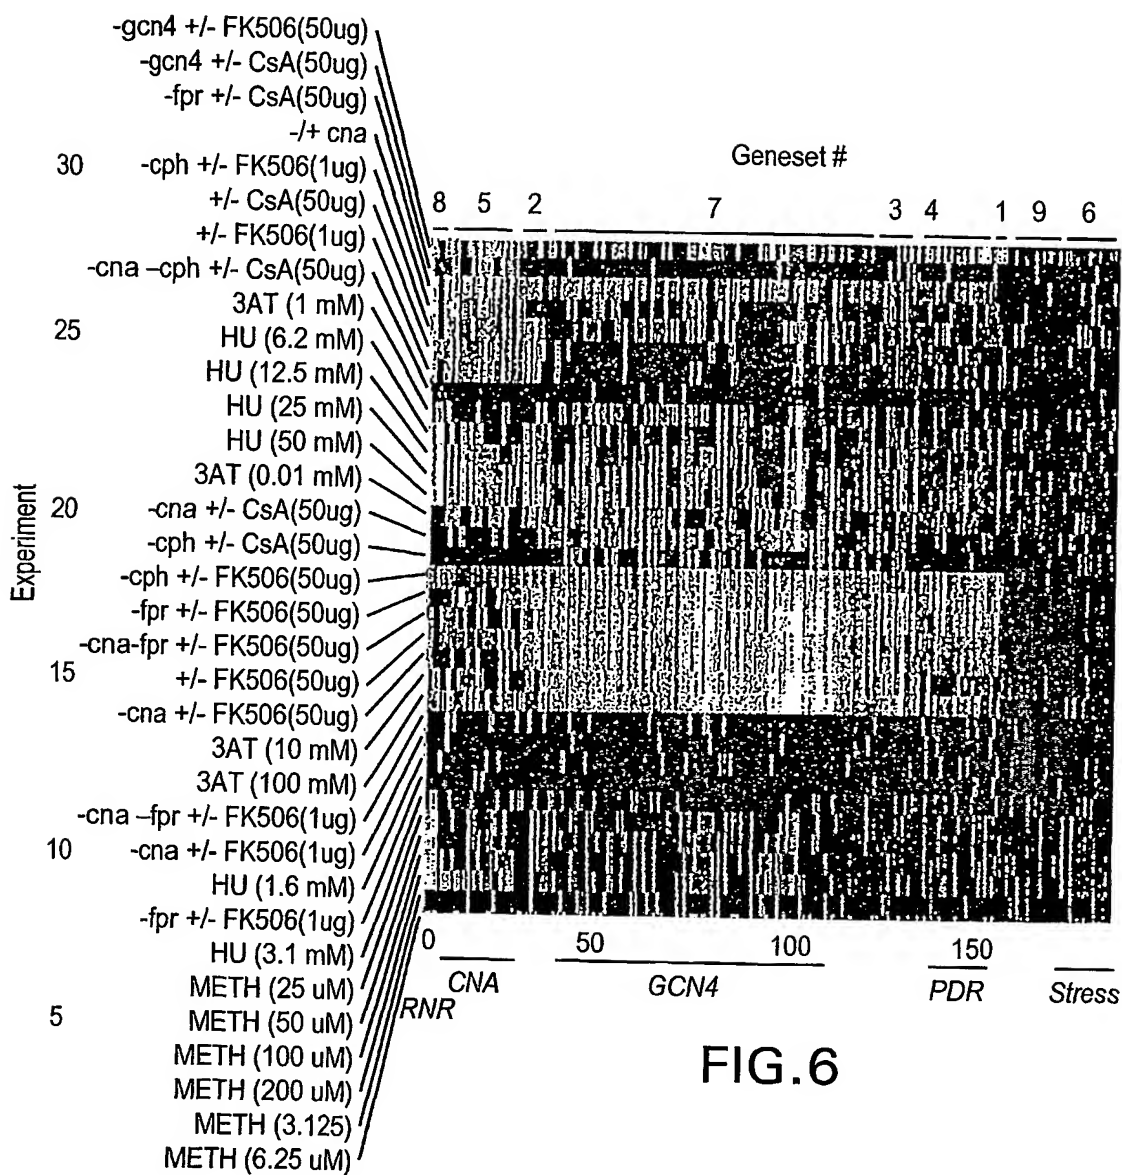 -gcn4 +/- FK506(50ug)
-gcn4 +/- CsA(50ug)
-fpr +/- CsA(50ug)
-/+ cna
30 -cph +/- FK506(1ug)
+/- CsA(50ug)
+/- FK506(1ug)
-cna –cph +/- CsA(50ug)
3AT (1 mM)
25 HU (6.2 mM)
HU (12.5 mM)
HU (25 mM)
HU (50 mM)
3AT (0.01 mM)
20 -cna +/- CsA(50ug)
-cph +/- CsA(50ug)
-cph +/- FK506(50ug)
-fpr +/- FK506(50ug)
-cna-fpr +/- FK506(50ug)
15 +/- FK506(50ug)
-cna +/- FK506(50ug)
3AT (10 mM)
3AT (100 mM)
-cna –fpr +/- FK506(1ug)
10 -cna +/- FK506(1ug)
HU (1.6 mM)
-fpr +/- FK506(1ug)
HU (3.1 mM)
METH (25 uM)
5 METH (50 uM)
METH (100 uM)
METH (200 uM)
METH (3.125)
METH (6.25 uM)
Experiment
Geneset #
8 5 2 7 3 4 1 9 6
0 50 100 150
RNR CNA GCN4 PDR Stress
FIG.6